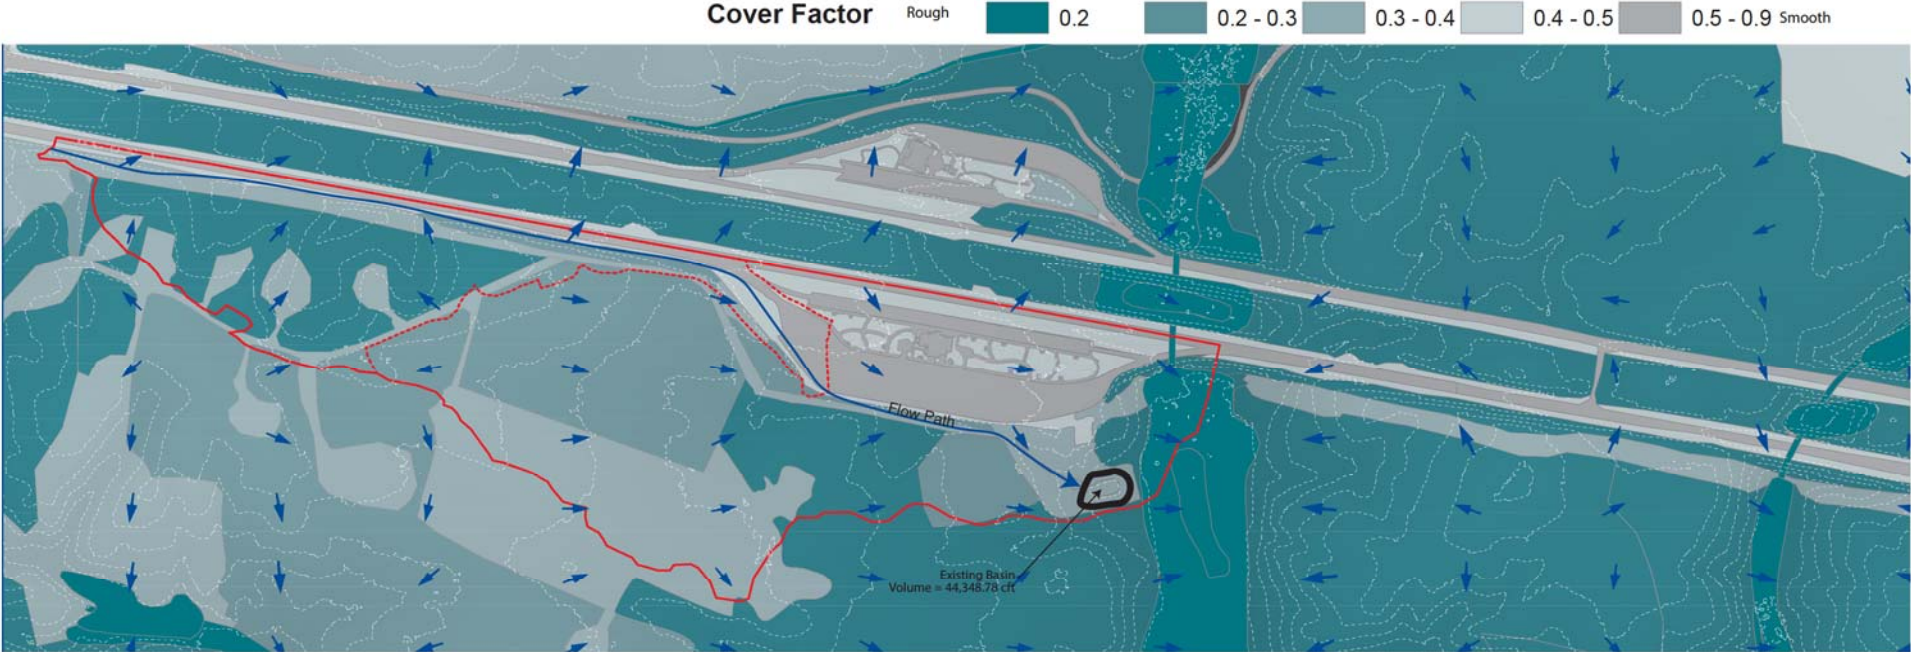 Cover Factor Rough 0.2 0.2 - 0.3 0.3 - 0.4 0.4 - 0.5 0.5 - 0.9 Smooth
Flow Path
Existing Basin
Volume = 44,348.78 cft